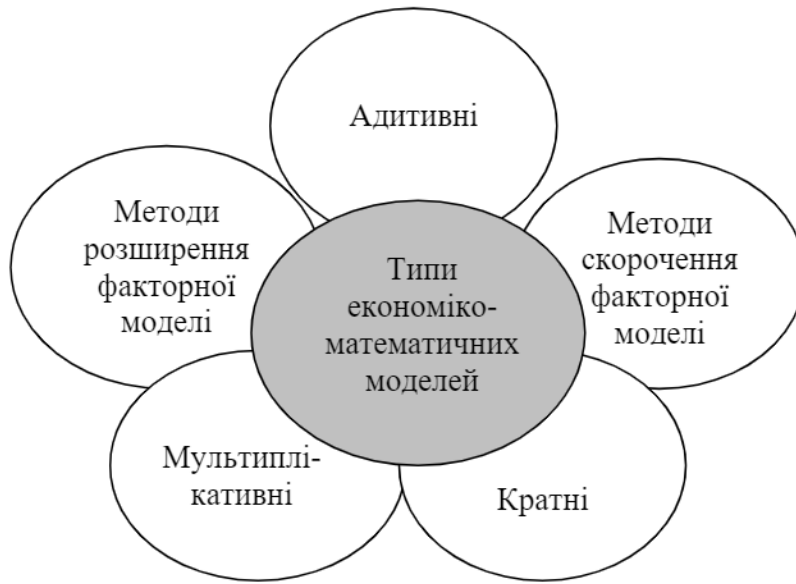 Адитивні
Методи
розширення
факторної
моделі
Методи
скорочення
факторної
моделі
Типи
економіко-
математичних
моделей
Мультиплі-
кативні
Кратні